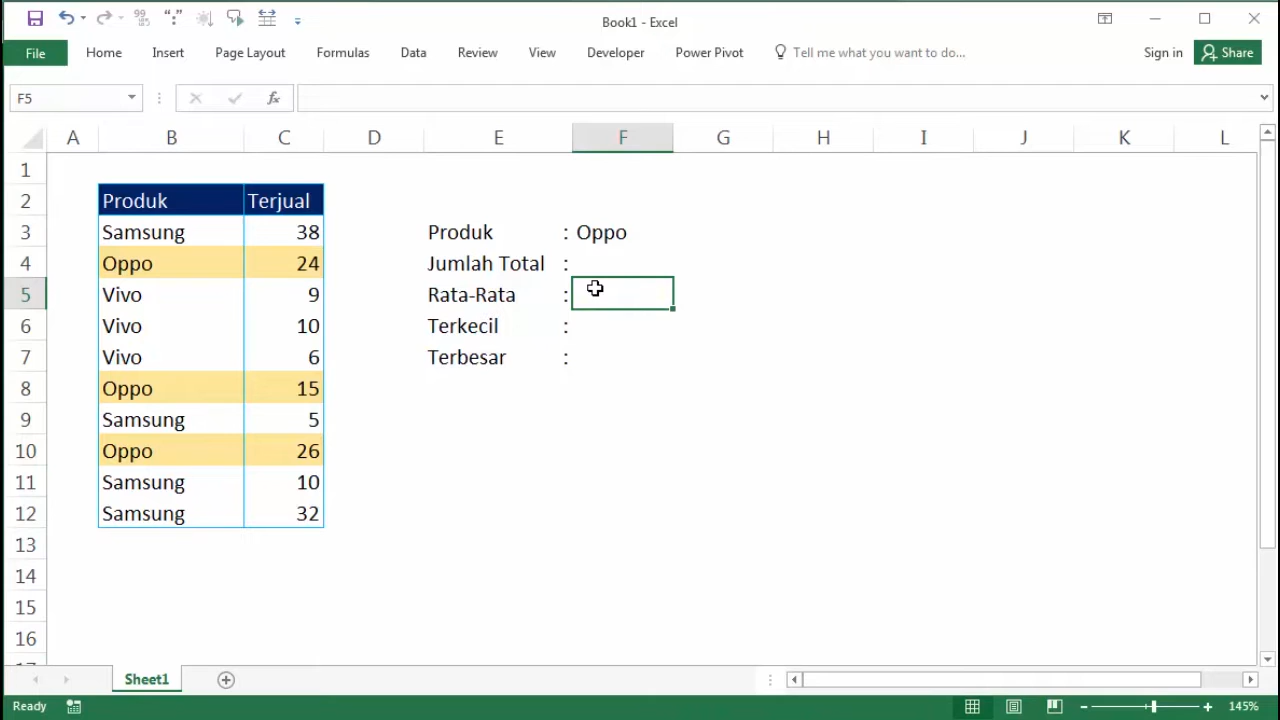 Book1 - Excel
File Home Insert Page Layout Formulas Data Review View Developer Power Pivot Tell me what you want to do... Sign in Share
F5 fx
A B C D E F G H I J K L
1
2 Produk Terjual
3 Samsung 38 Produk : Oppo
4 Oppo 24 Jumlah Total :
5 Vivo 9 Rata-Rata :
6 Vivo 10 Terkecil :
7 Vivo 6 Terbesar :
8 Oppo 15
9 Samsung 5
10 Oppo 26
11 Samsung 10
12 Samsung 32
13
14
15
16
Sheet1
Ready 145%